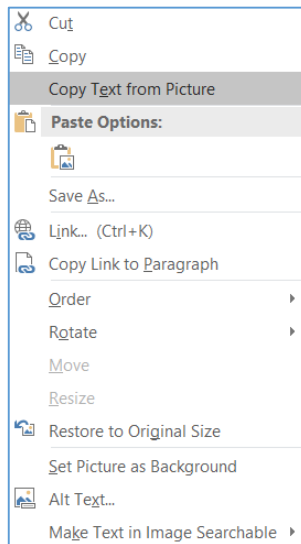 Cut
Copy
Copy Text from Picture
Paste Options:
Save As...
Link... (Ctrl+K)
Copy Link to Paragraph
Order
Rotate
Move
Resize
Restore to Original Size
Set Picture as Background
Alt Text...
Make Text in Image Searchable